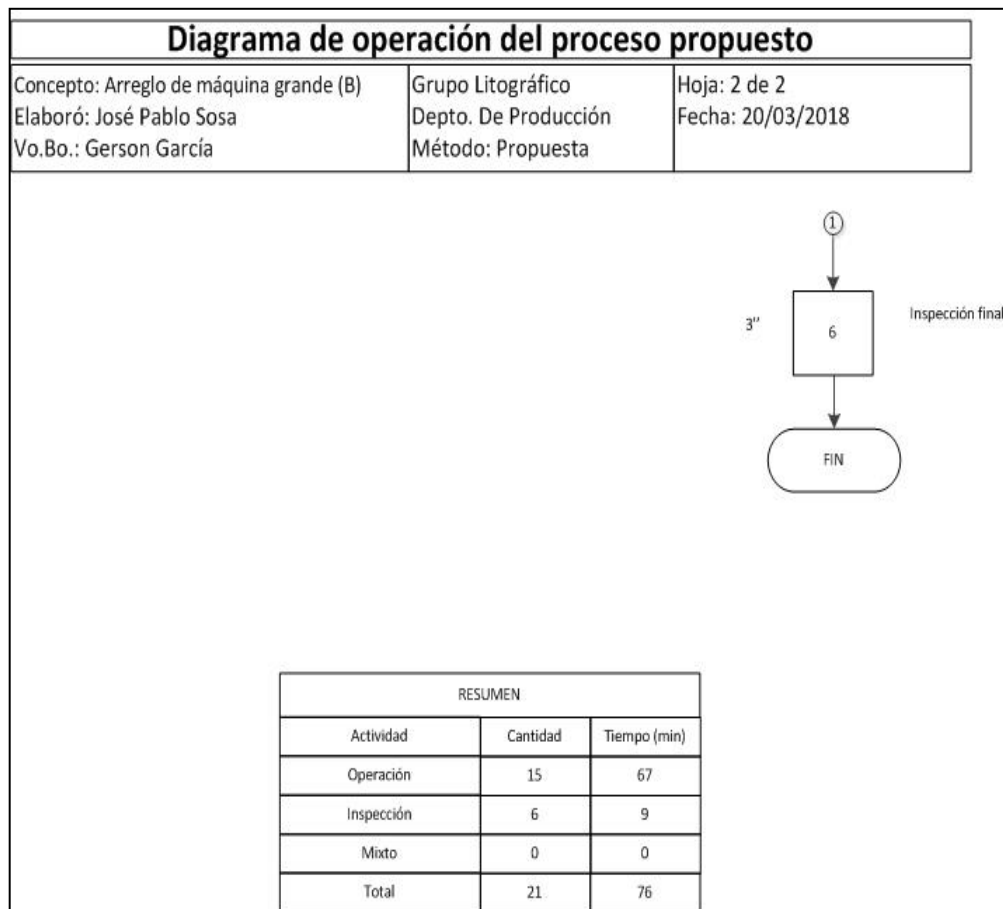 Diagrama de operación del proceso propuesto
Concepto: Arreglo de máquina grande (B)
Elaboró: José Pablo Sosa
Vo.Bo.: Gerson García
Grupo Litográfico
Depto. De Producción
Método: Propuesta
Hoja: 2 de 2
Fecha: 20/03/2018
1
3’’
6
Inspección final
FIN
RESUMEN
Actividad Cantidad Tiempo (min)
Operación 15 67
Inspección 6 9
Mixto 0 0
Total 21 76